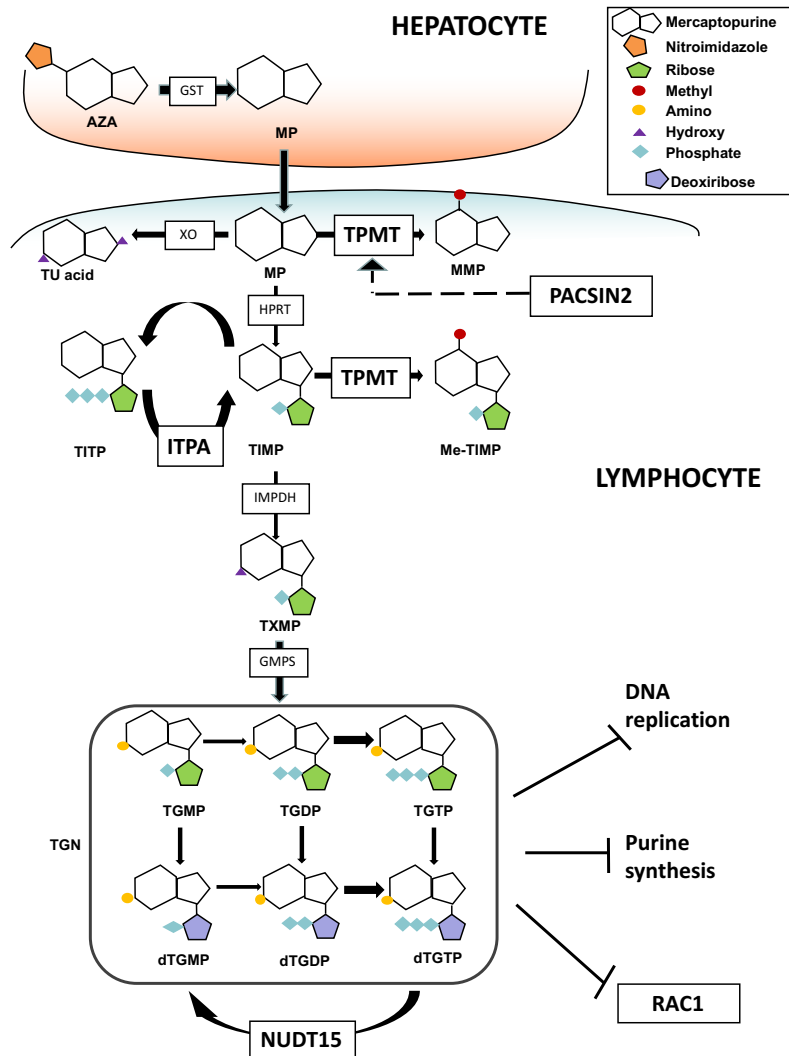 HEPATOCYTE
Mercaptopurine
Nitroimidazole
Ribose
Methyl
Amino
Hydroxy
Phosphate
Deoxiribose
GST
AZA
MP
XO
TPMT
TU acid
MP
MMP
PACSIN2
HPRT
TPMT
ITPA
TITP
TIMP
Me-TIMP
LYMPHOCYTE
IMPDH
TXMP
GMPS
DNA
replication
TGMP
TGDP
TGTP
TGN
Purine
synthesis
dTGMP
dTGDP
dTGTP
RAC1
NUDT15